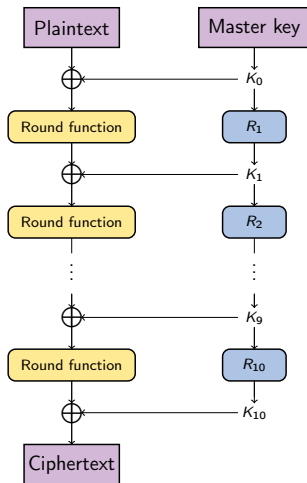 Plaintext Master key
K0
Round function R1
K1
Round function R2
⋮ ⋮
K9
Round function R10
K10
Ciphertext